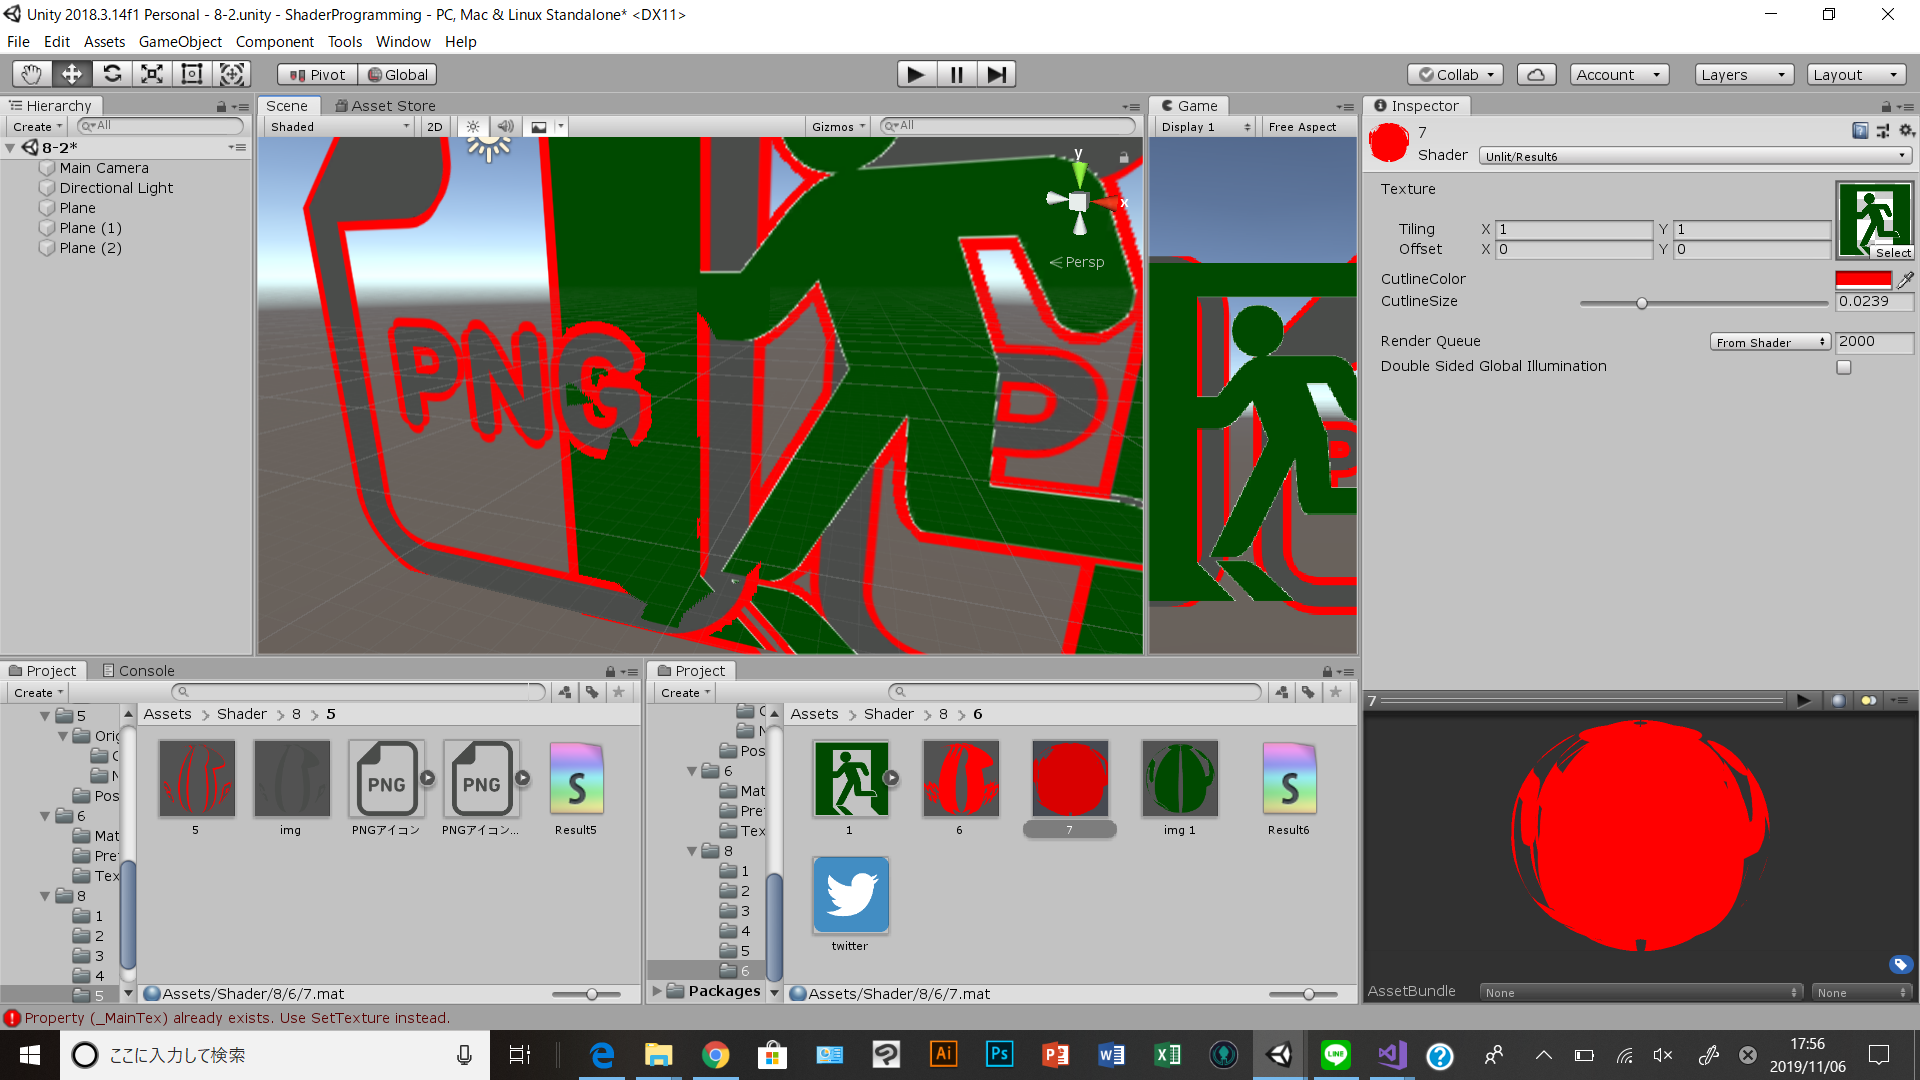 Unity 2018.3.14f1 Personal - 8-2.unity - ShaderProgramming - PC, Mac & Linux Standalone* <DX11>
File Edit Assets GameObject Component Tools Window Help
Pivot Global Collab Account Layers Layout
Hierarchy
Create All
8-2*
Main Camera
Directional Light
Plane
Plane (1)
Plane (2)
Scene Asset Store
Shaded 2D Gizmos All
y
x
Persp
PNG
Game
Display 1 Free Aspect
Inspector
7
Shader Unlit/Result6
Texture
Tiling X 1 Y 1
Offset X 0 Y 0
Select
CutlineColor
CutlineSize 0.0239
Render Queue From Shader 2000
Double Sided Global Illumination
Project Console
Create
5
Orig
Pos
6
Mat
Pre
Tex
8
1
2
3
4
5
Assets Shader 8 5
PNG PNG S
5 img PNGアイコン PNGアイコン... Result5
Assets/Shader/8/6/7.mat
Project
Create
Pos
6
Mat
Pre
Tex
8
1
2
3
4
5
6
Packages
Assets Shader 8 6
S
1 6 7 img 1 Result6
twitter
Assets/Shader/8/6/7.mat
7
AssetBundle None None
Property (_MainTex) already exists. Use SetTexture instead.
ここに入力して検索
Ai Ps
LINE
17:56
2019/11/06